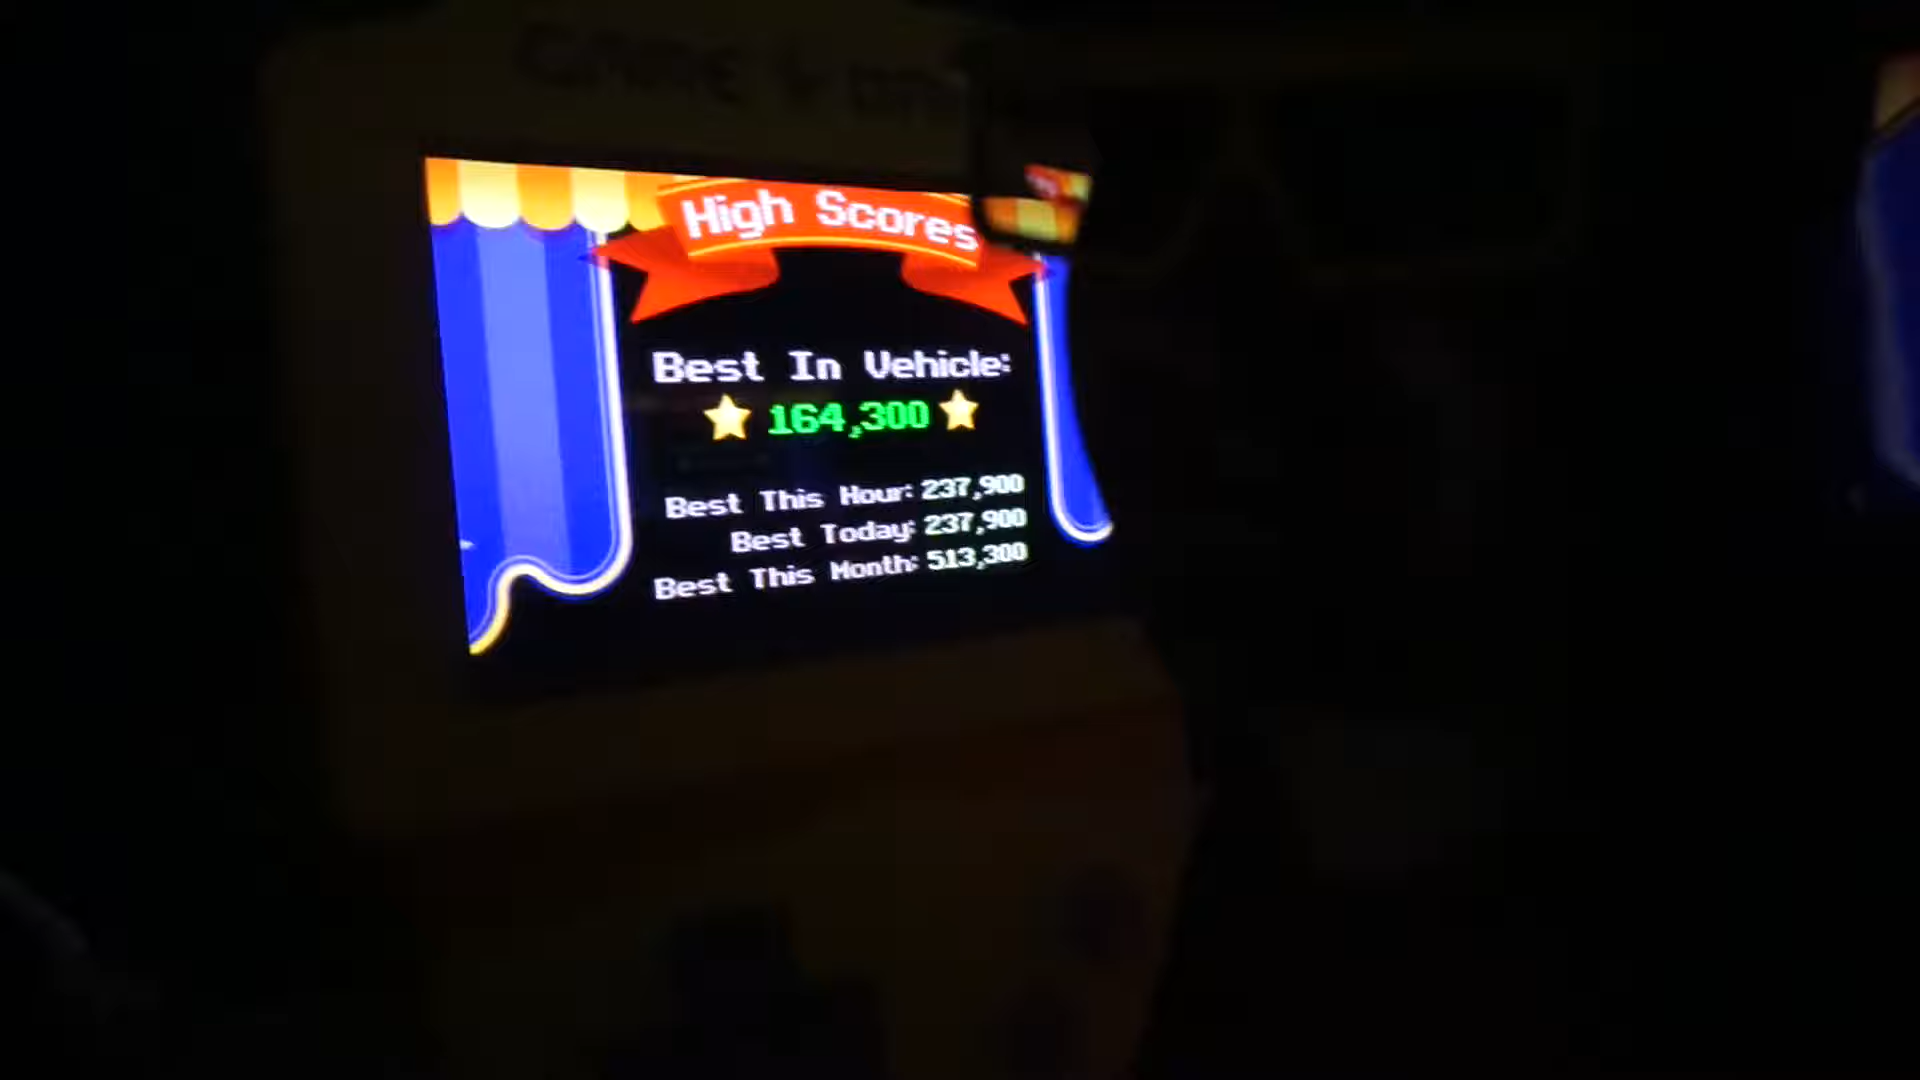 High Scores
Best In Vehicle:
164,300
Best This Hour: 237,900
Best Today: 237,900
Best This Month: 513,300